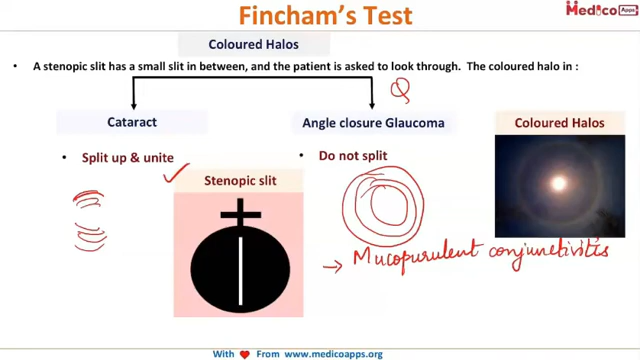 Fincham's Test
Medico Apps
Coloured Halos
• A stenopic slit has a small slit in between, and the patient is asked to look through. The coloured halo in :
Cataract
Angle closure Glaucoma
Coloured Halos
• Split up & unite
• Do not split
Stenopic slit
→ Mucopurulent conjunctivitis
With ❤ From www.medicoapps.org